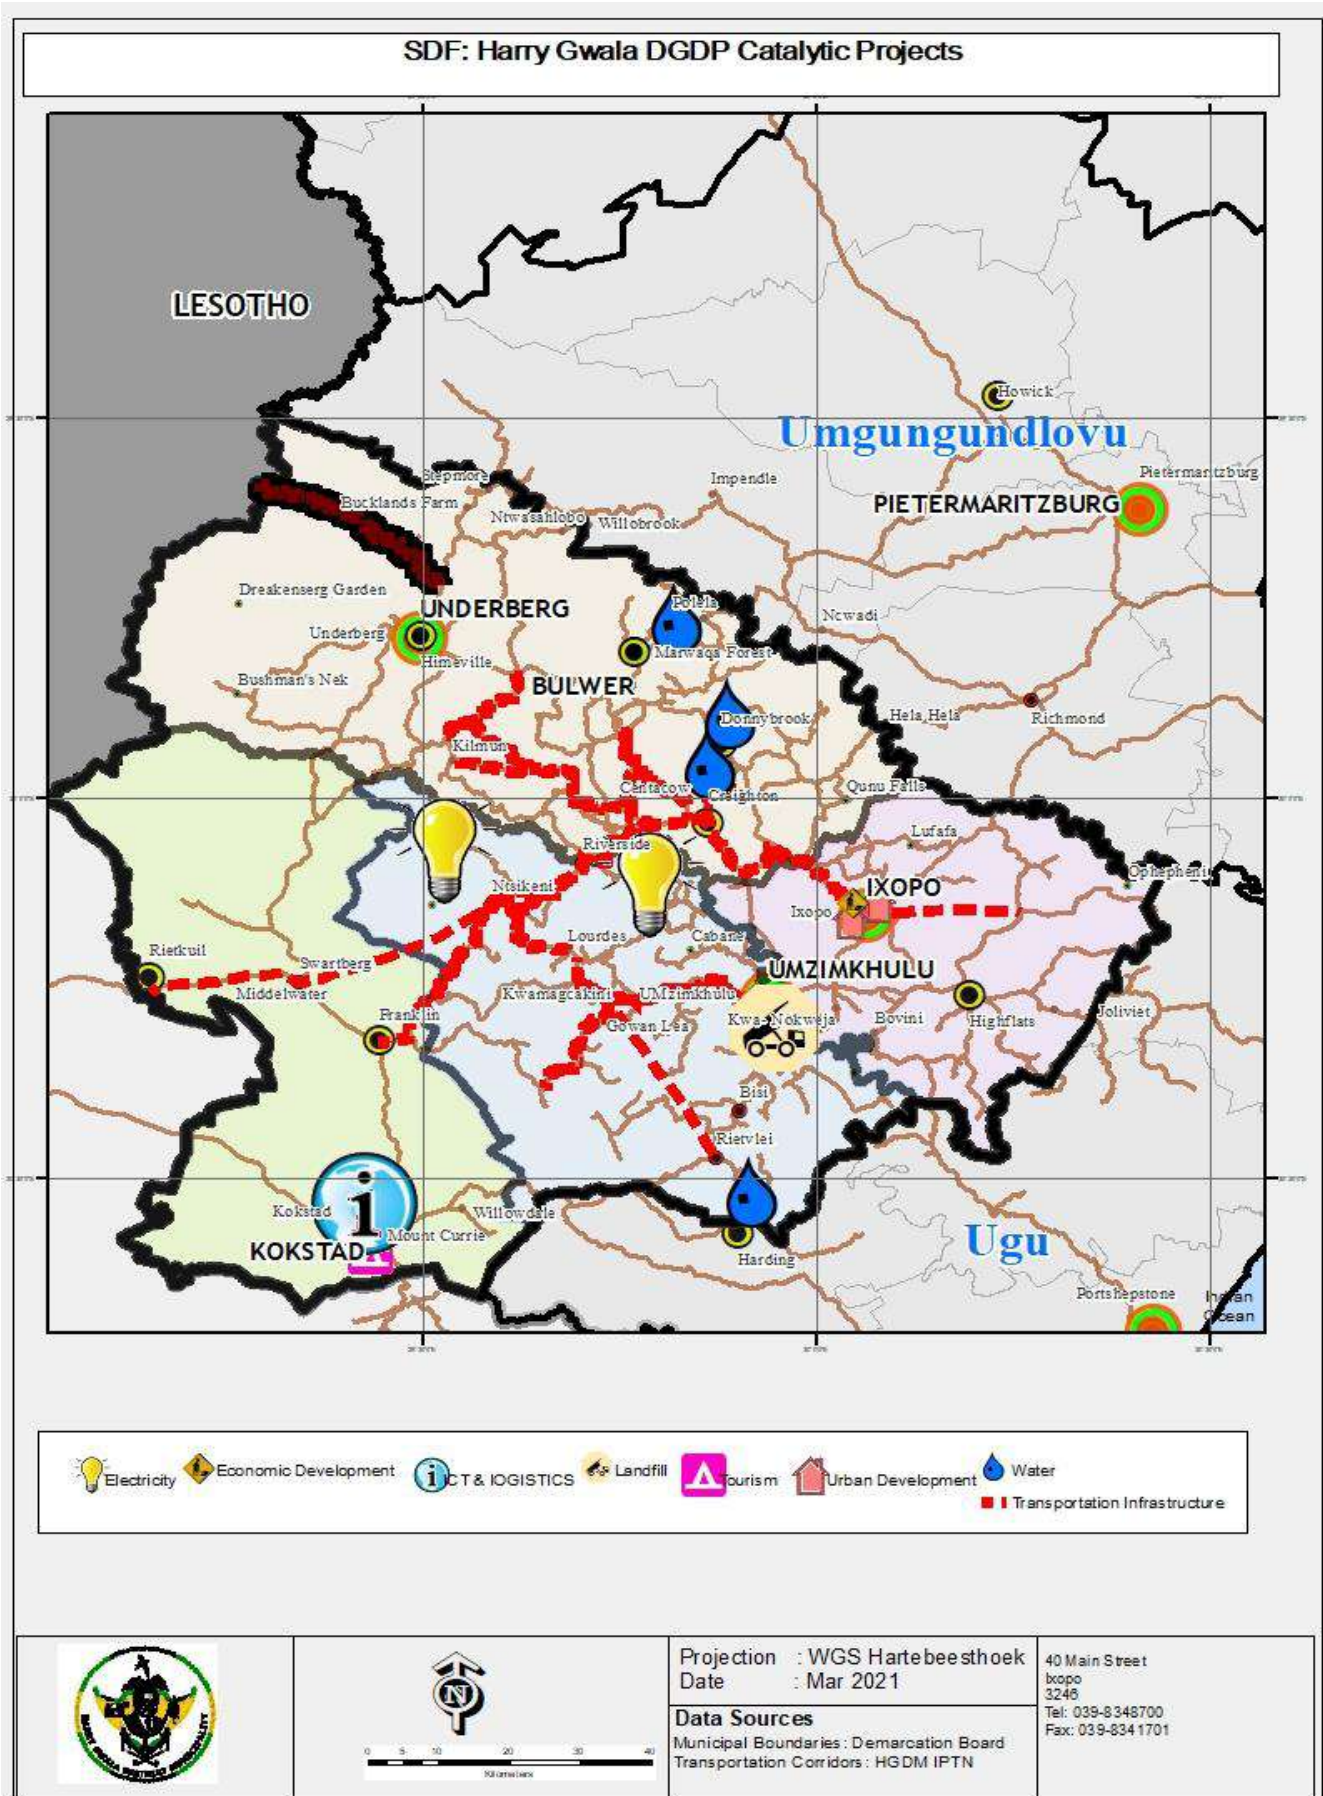 SDF: Harry Gwala DGDP Catalytic Projects
LESOTHO
Howick
Umgungundlovu
Stepmore
Impendle
Pietermaritzburg
Bucklands Farm
PIETERMARITZBURG
Ntwasahlobo
Willobrook
Dreakenserg Garden
UNDERBERG
Polela
Ncwadi
Underberg
Himeville
Marwaqa Forest
Bushman's Nek
BULWER
Donnybrook
Hela Hela
Richmond
Kilmun
Centacow
Creighton
Qunu Falls
Riverside
Lufafa
Ophepheni
Ntsikeni
IXOPO
Ixopo
Lourdes
Cabane
Rietkuil
Swartberg
UMZIMKHULU
Middelwater
Kwamagcakini
UMzimkhulu
Franklin
Gowan Lea
Kwa-Nokweja
Bovini
Highflats
Joliviet
Bisi
Rietvlei
Kokstad
Mount Currie
Willowdale
KOKSTAD
Harding
Ugu
Portshepstone
Indian
Ocean
Electricity
Economic Development
ICT & lOGISTICS
Landfill
Tourism
Urban Development
Water
Transportation Infrastructure
N
0 5 10 20 30 40
Kilometers
Projection : WGS Hartebeesthoek
Date : Mar 2021
Data Sources
Municipal Boundaries : Demarcation Board
Transportation Corridors : HGDM IPTN
40 Main Street
Ixopo
3246
Tel: 039-8348700
Fax: 039-8341701